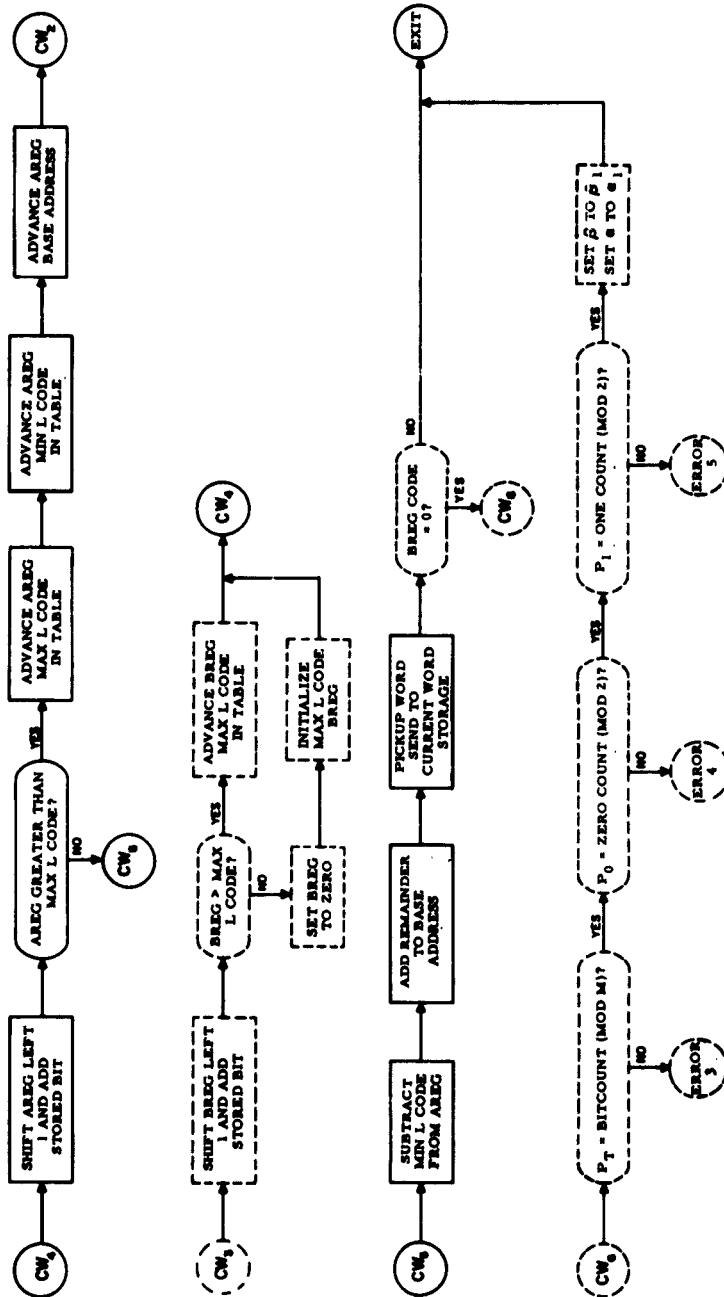 CW4
SHIFT AREG LEFT
1 AND ADD
STORED BIT
AREG GREATER THAN
MAX L CODE?
YES
NO
CW5
ADVANCE AREG
MAX L CODE
IN TABLE
ADVANCE AREG
MIN L CODE
IN TABLE
ADVANCE AREG
BASE ADDRESS
CW2
CW3
SHIFT BREG LEFT
1 AND ADD
STORED BIT
BREG > MAX
L CODE?
YES
NO
ADVANCE BREG
MAX L CODE
IN TABLE
SET BREG
TO ZERO
INITIALIZE
MAX L CODE
BREG
CW4
CW5
SUBTRACT
MIN L CODE
FROM AREG
ADD REMAINDER
TO BASE
ADDRESS
PICKUP WORD
SEND TO
CURRENT WORD
STORAGE
BREG CODE
= 0?
NO
YES
CW6
EXIT
CW6
PT = BITCOUNT (MOD M)?
YES
NO
ERROR
3
P0 = ZERO COUNT (MOD 2)?
YES
NO
ERROR
4
P1 = ONE COUNT (MOD 2)?
YES
NO
ERROR
5
SET β̂ TO β̂1
SET α TO α1